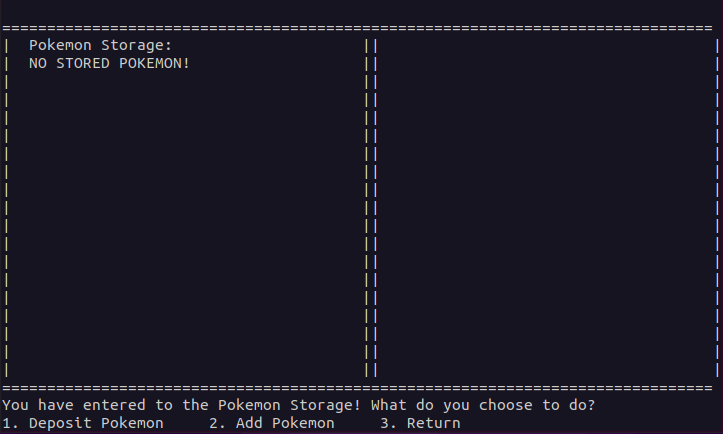 Pokemon Storage:
NO STORED POKEMON!
You have entered to the Pokemon Storage! What do you choose to do?
1. Deposit Pokemon     2. Add Pokemon     3. Return